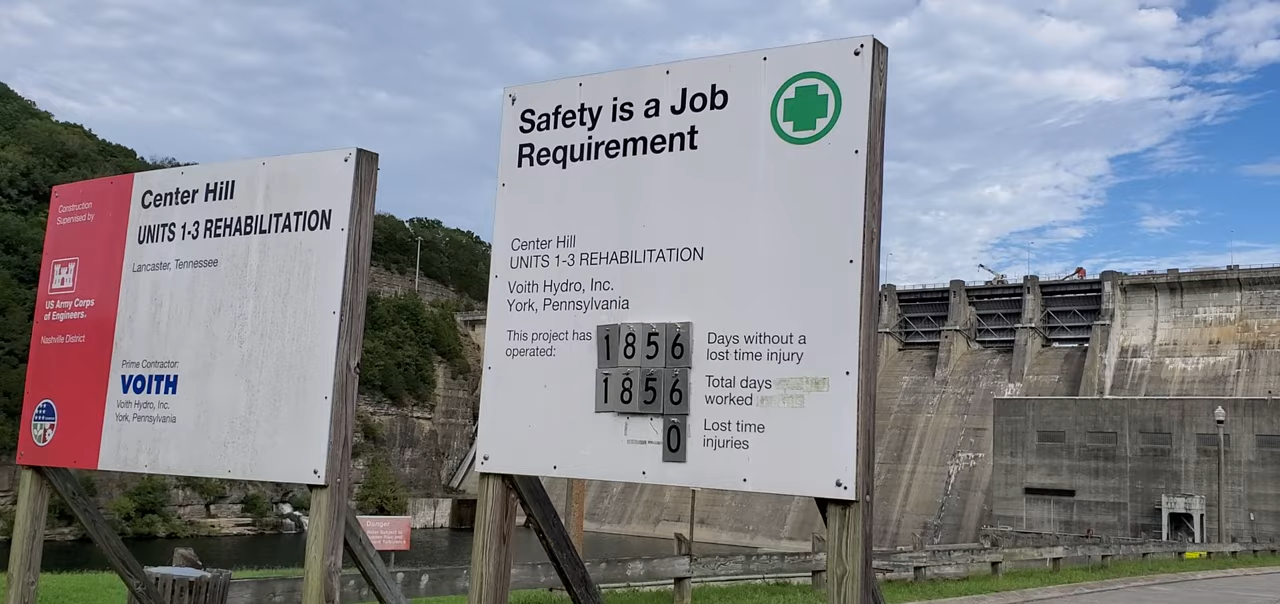 Construction
Supervised by
US Army Corps
of Engineers®
Nashville District
Center Hill
UNITS 1-3 REHABILITATION
Lancaster, Tennessee
Prime Contractor:
VOITH
Voith Hydro, Inc.
York, Pennsylvania
Safety is a Job
Requirement
Center Hill
UNITS 1-3 REHABILITATION
Voith Hydro, Inc.
York, Pennsylvania
This project has
operated:
1856
Days without a
lost time injury
1856
Total days
worked
0
Lost time
injuries
Danger